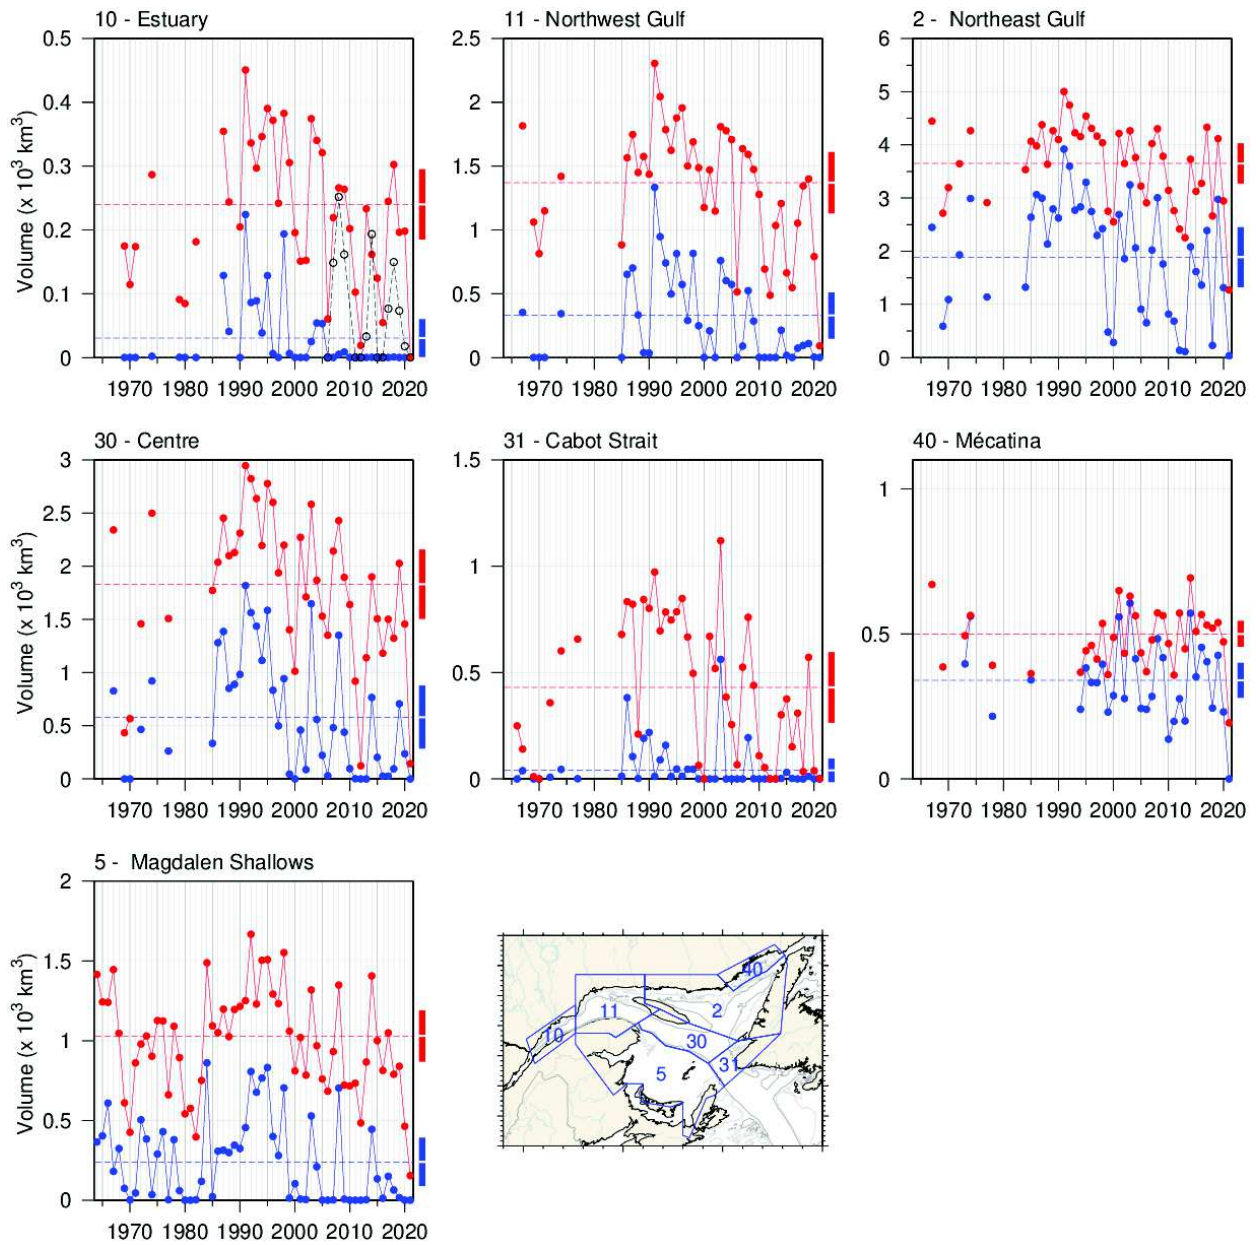 10 - Estuary
11 - Northwest Gulf
2 - Northeast Gulf
Volume (x 10³ km³)
0.5
0.4
0.3
0.2
0.1
0
1970 1980 1990 2000 2010 2020
2.5
2
1.5
1
0.5
0
1970 1980 1990 2000 2010 2020
6
5
4
3
2
1
0
1970 1980 1990 2000 2010 2020
30 - Centre
31 - Cabot Strait
40 - Mécatina
Volume (x 10³ km³)
3
2.5
2
1.5
1
0.5
0
1970 1980 1990 2000 2010 2020
1.5
1
0.5
0
1970 1980 1990 2000 2010 2020
1
0.5
0
1970 1980 1990 2000 2010 2020
5 - Magdalen Shallows
Volume (x 10³ km³)
2
1.5
1
0.5
0
1970 1980 1990 2000 2010 2020
40
11
2
10
30
31
5